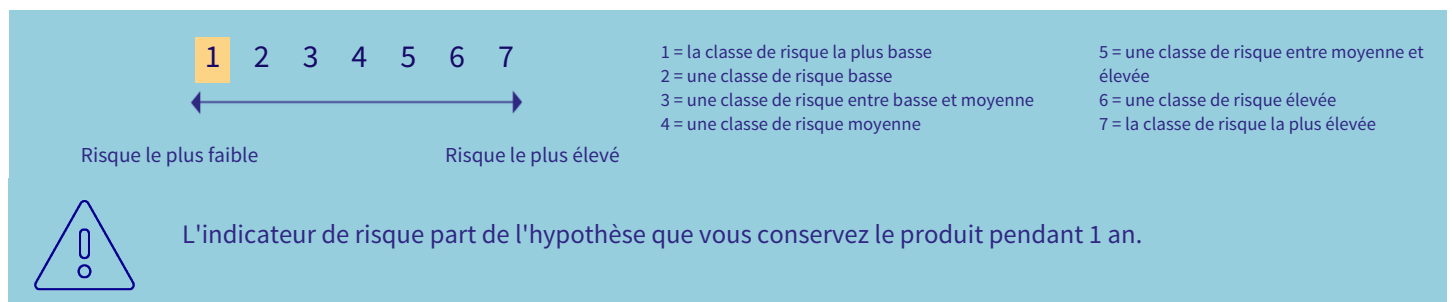 1 2 3 4 5 6 7
Risque le plus faible
Risque le plus élevé
1 = la classe de risque la plus basse
2 = une classe de risque basse
3 = une classe de risque entre basse et moyenne
4 = une classe de risque moyenne
5 = une classe de risque entre moyenne et
élevée
6 = une classe de risque élevée
7 = la classe de risque la plus élevée
L'indicateur de risque part de l'hypothèse que vous conservez le produit pendant 1 an.